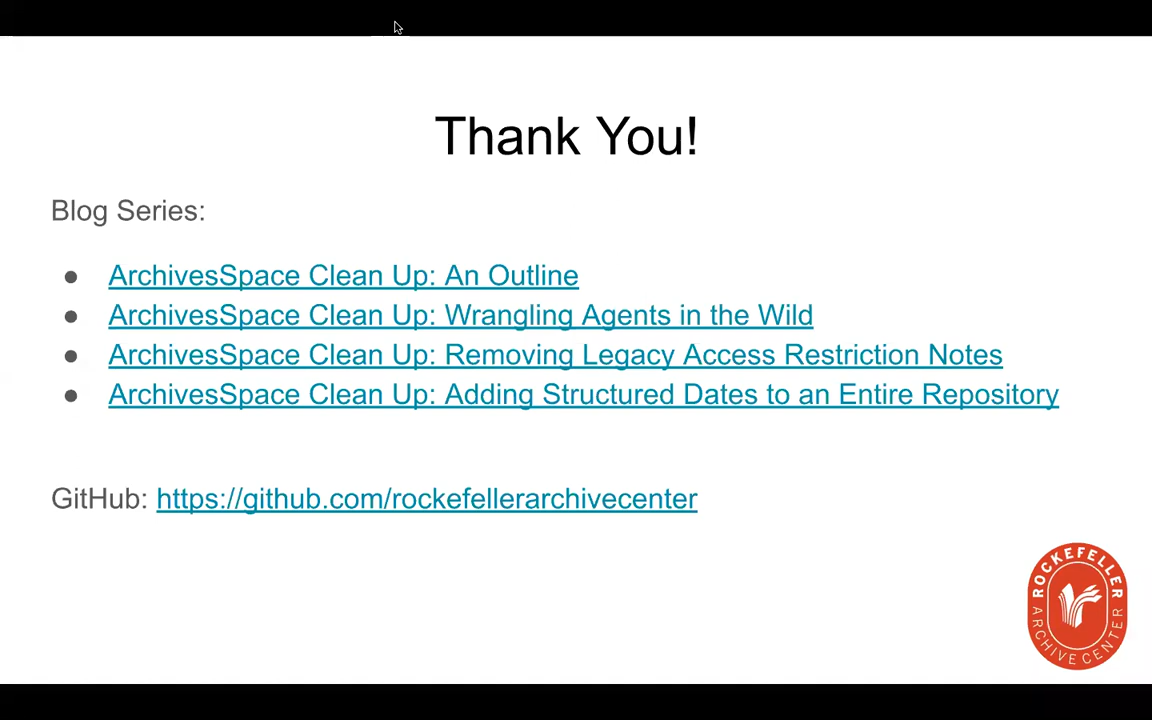 Thank You!
Blog Series:
● ArchivesSpace Clean Up: An Outline
● ArchivesSpace Clean Up: Wrangling Agents in the Wild
● ArchivesSpace Clean Up: Removing Legacy Access Restriction Notes
● ArchivesSpace Clean Up: Adding Structured Dates to an Entire Repository
GitHub: https://github.com/rockefellerarchivecenter
ROCKEFELLER
ARCHIVE CENTER